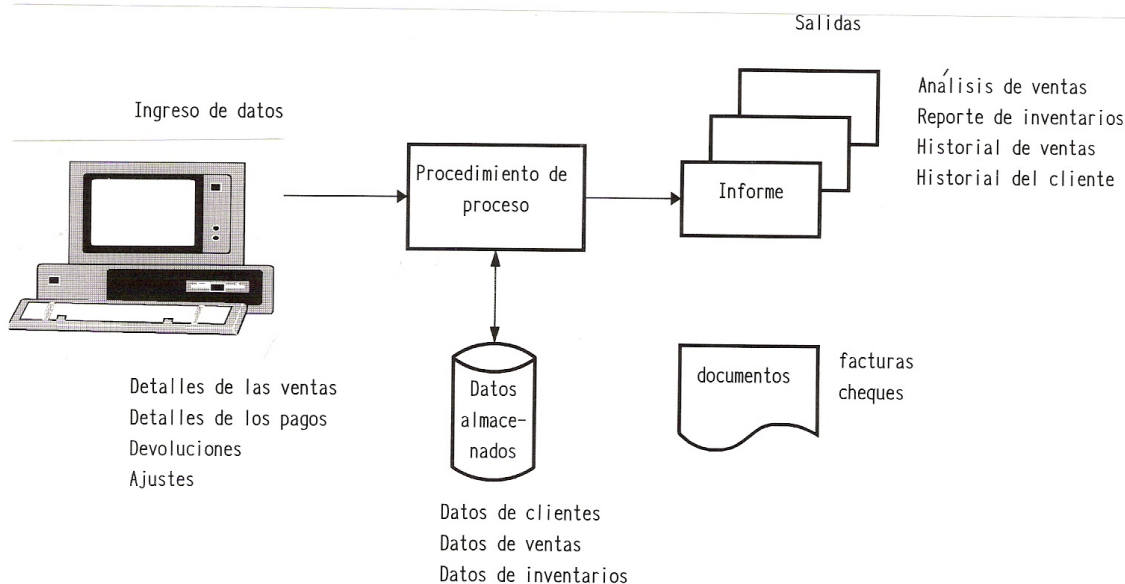 Salidas
Ingreso de datos
Análisis de ventas
Reporte de inventarios
Historial de ventas
Historial del cliente
Procedimiento de
proceso
Informe
Detalles de las ventas
Detalles de los pagos
Devoluciones
Ajustes
Datos
almace-
nados
documentos
facturas
cheques
Datos de clientes
Datos de ventas
Datos de inventarios